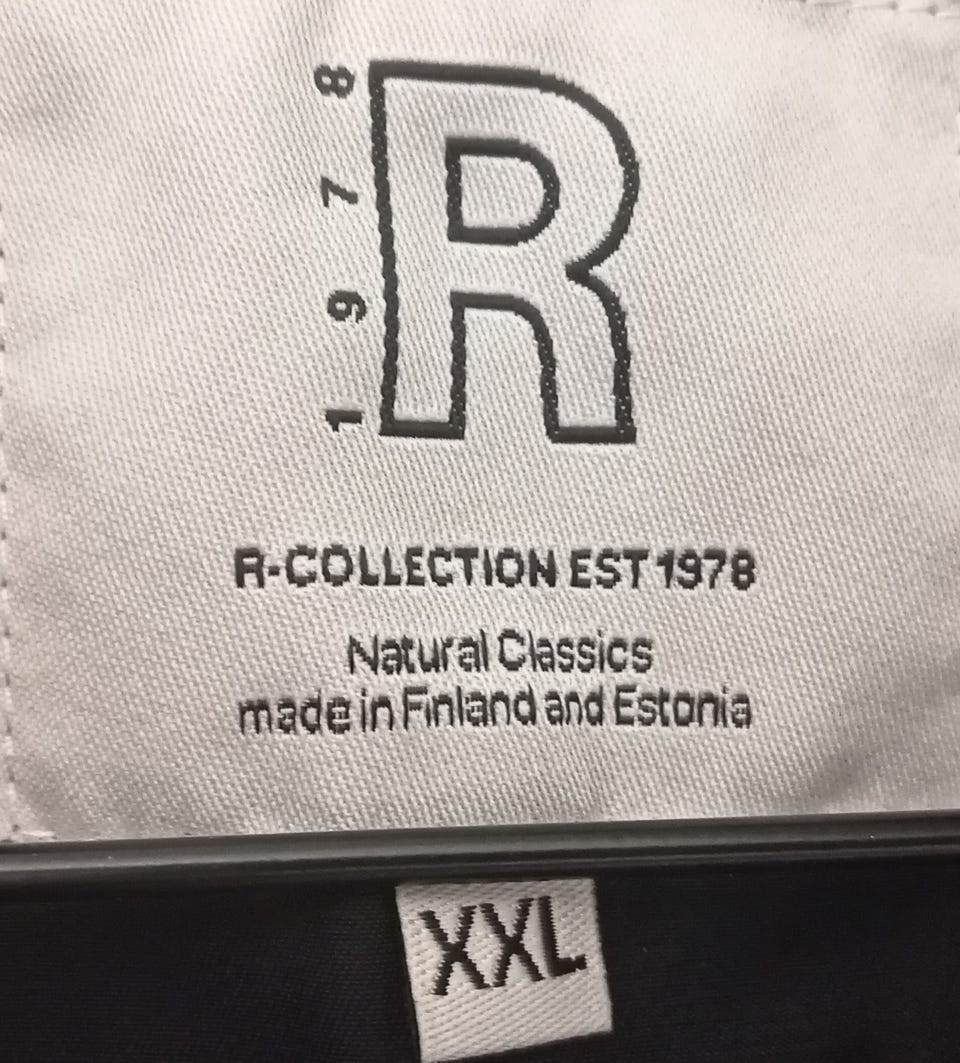 1978
R
R-COLLECTION EST 1978
Natural Classics
made in Finland and Estonia
XXL